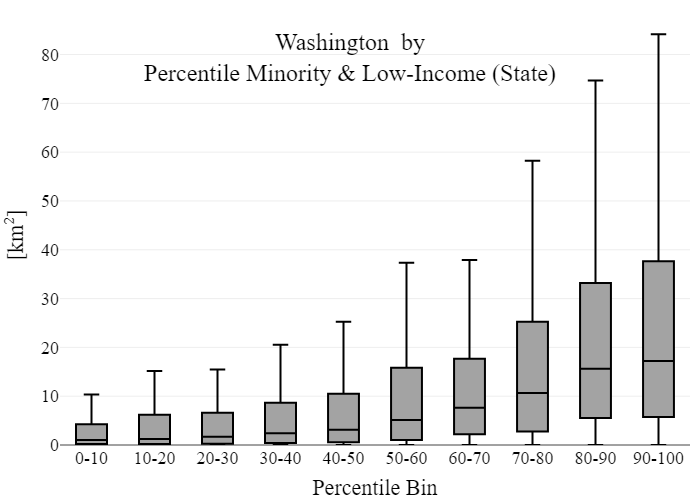 Washington by
Percentile Minority & Low-Income (State)
[km²]
80
70
60
50
40
30
20
10
0
0-10 10-20 20-30 30-40 40-50 50-60 60-70 70-80 80-90 90-100
Percentile Bin